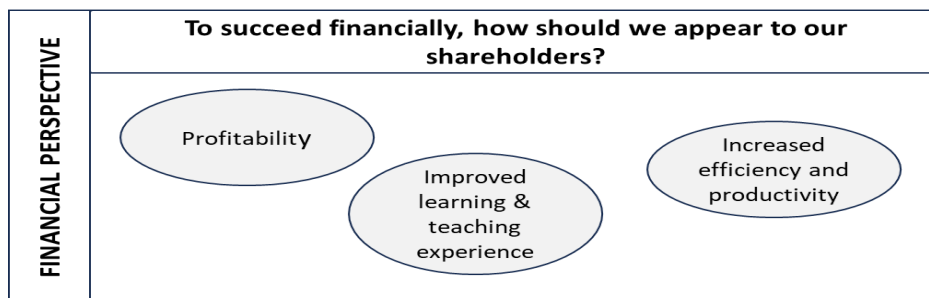 FINANCIAL PERSPECTIVE
To succeed financially, how should we appear to our
shareholders?
Profitability
Improved
learning &
teaching
experience
Increased
efficiency and
productivity